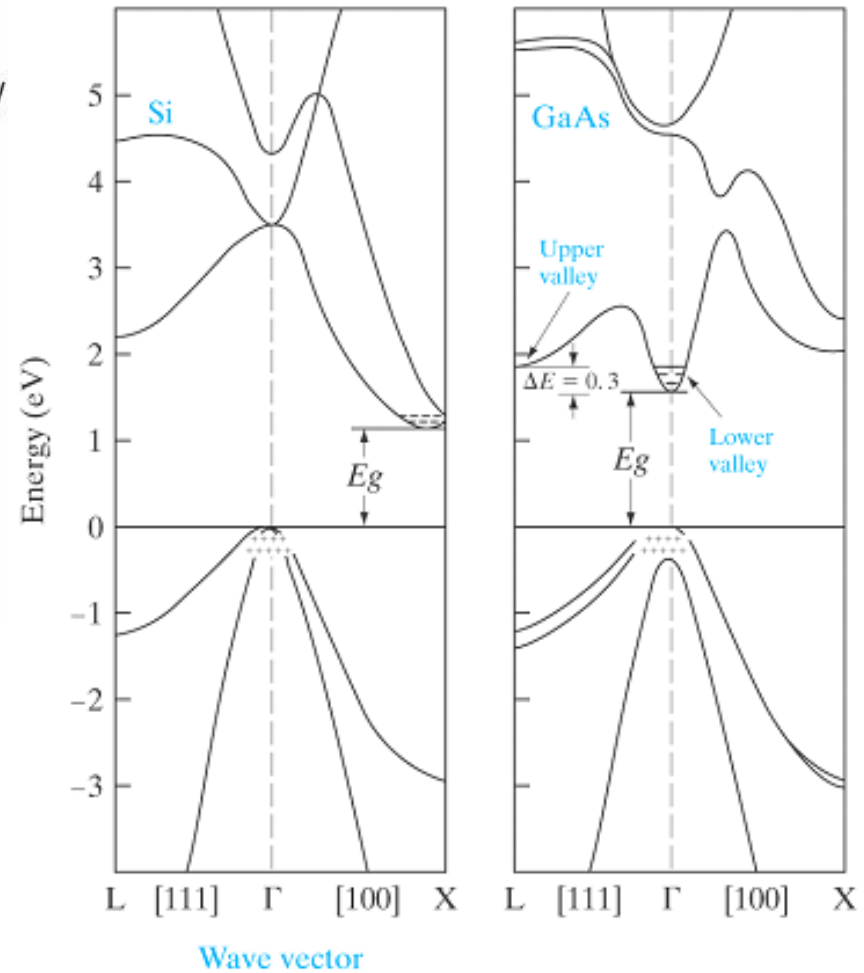 Si
GaAs
5
4
3
2
1
0
−1
−2
−3
Energy (eV)
Eg
Upper
valley
ΔE = 0.3
Lower
valley
Eg
L [111] Γ [100] X
L [111] Γ [100] X
Wave vector